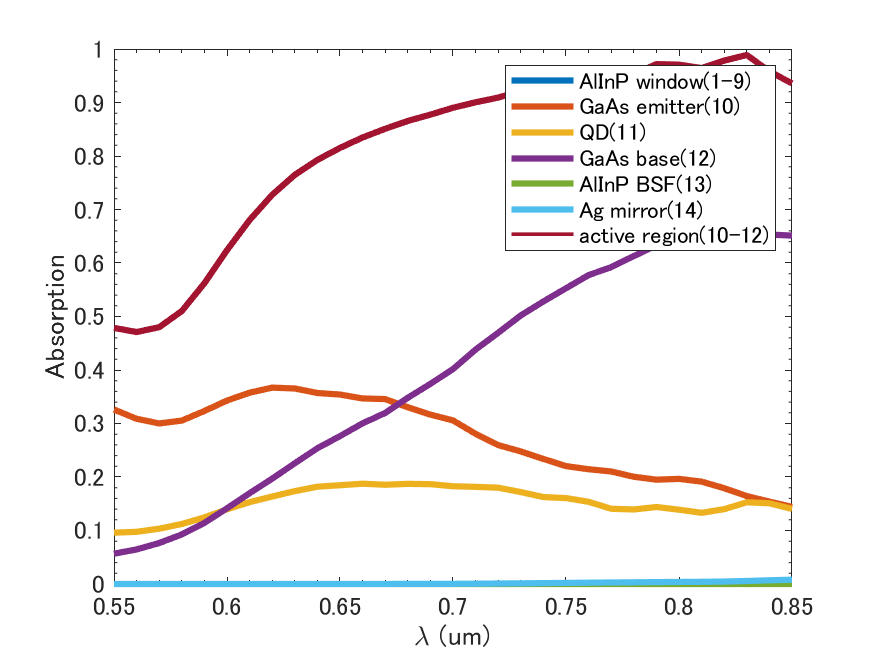 1
0.9
0.8
0.7
0.6
0.5
0.4
0.3
0.2
0.1
0
Absorption
AlInP window(1-9)
GaAs emitter(10)
QD(11)
GaAs base(12)
AlInP BSF(13)
Ag mirror(14)
active region(10-12)
0.55 0.6 0.65 0.7 0.75 0.8 0.85
λ (um)